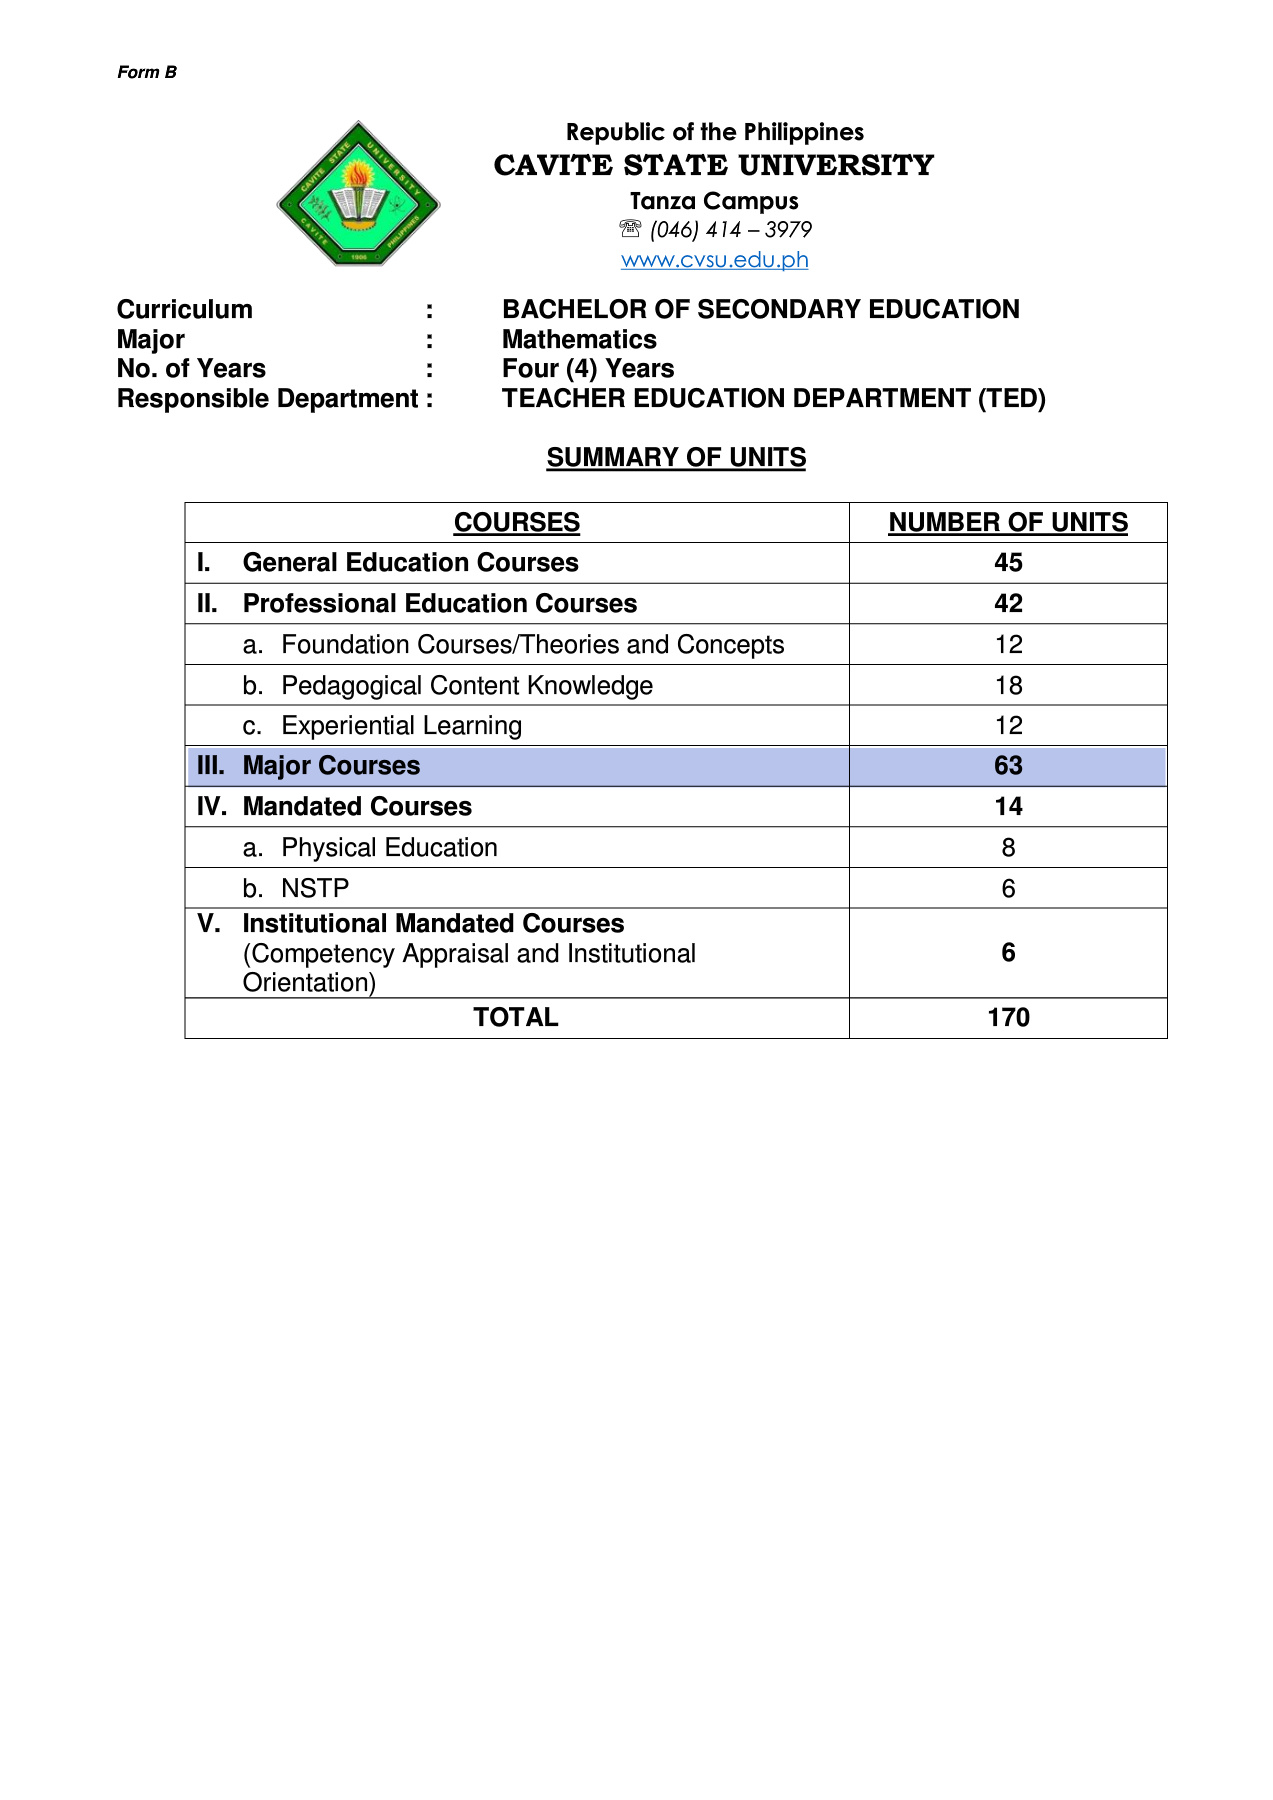 Form B
Republic of the Philippines
CAVITE STATE UNIVERSITY
Tanza Campus
☏ (046) 414 – 3979
www.cvsu.edu.ph
CAVITE STATE UNIVERSITY
CAVITE 1906 PHILIPPINES
Curriculum : BACHELOR OF SECONDARY EDUCATION
Major : Mathematics
No. of Years : Four (4) Years
Responsible Department : TEACHER EDUCATION DEPARTMENT (TED)
SUMMARY OF UNITS
COURSES NUMBER OF UNITS
I. General Education Courses 45
II. Professional Education Courses 42
a. Foundation Courses/Theories and Concepts 12
b. Pedagogical Content Knowledge 18
c. Experiential Learning 12
III. Major Courses 63
IV. Mandated Courses 14
a. Physical Education 8
b. NSTP 6
V. Institutional Mandated Courses
(Competency Appraisal and Institutional 6
Orientation)
TOTAL 170